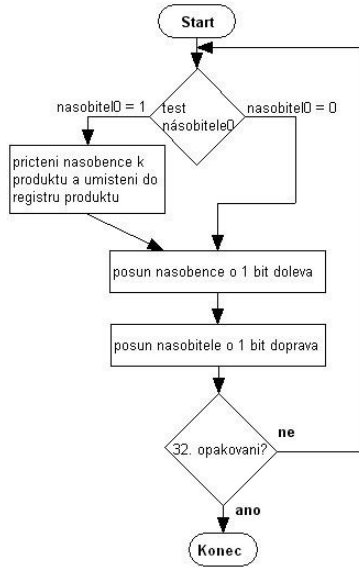 Start
nasobitel0 = 1
test
násobitele0
nasobitel0 = 0
pricteni nasobence k
produktu a umisteni do
registru produktu
posun nasobence o 1 bit doleva
posun nasobitele o 1 bit doprava
32. opakovani?
ne
ano
Konec